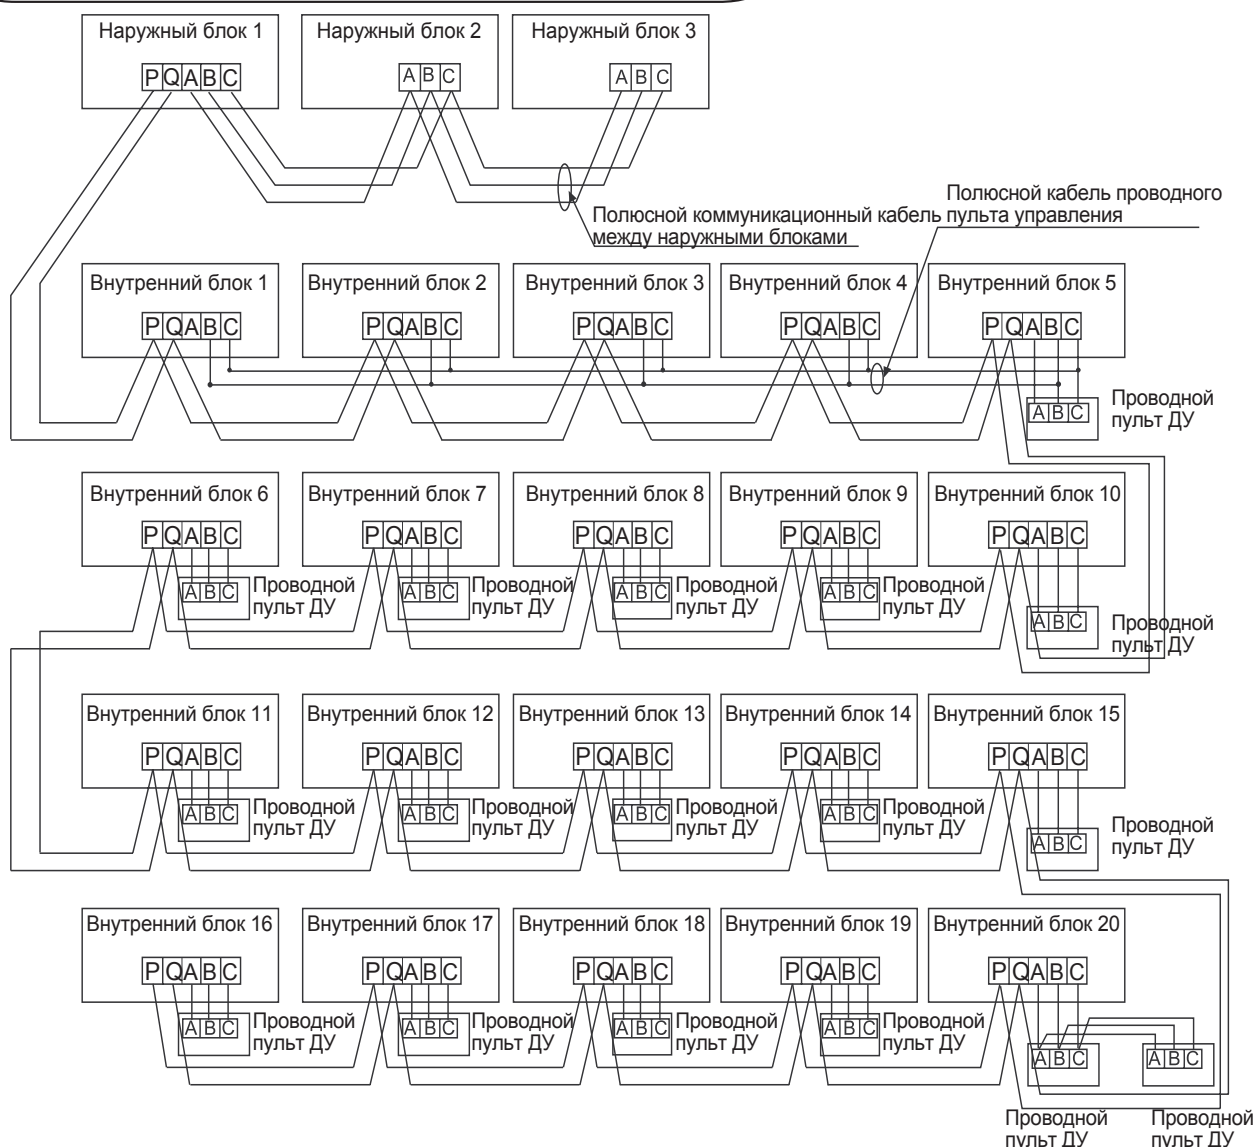 Наружный блок 1
Наружный блок 2
Наружный блок 3
P Q A B C
A B C
A B C
Полюсной кабель проводного
пульта управления
Полюсной коммуникационный кабель
между наружными блоками
Внутренний блок 1
Внутренний блок 2
Внутренний блок 3
Внутренний блок 4
Внутренний блок 5
P Q A B C
P Q A B C
P Q A B C
P Q A B C
P Q A B C
A B C
Проводной
пульт ДУ
Внутренний блок 6
Внутренний блок 7
Внутренний блок 8
Внутренний блок 9
Внутренний блок 10
P Q A B C
P Q A B C
P Q A B C
P Q A B C
P Q A B C
A B C
Проводной
пульт ДУ
A B C
Проводной
пульт ДУ
A B C
Проводной
пульт ДУ
A B C
Проводной
пульт ДУ
A B C
Проводной
пульт ДУ
Внутренний блок 11
Внутренний блок 12
Внутренний блок 13
Внутренний блок 14
Внутренний блок 15
P Q A B C
P Q A B C
P Q A B C
P Q A B C
P Q A B C
A B C
Проводной
пульт ДУ
A B C
Проводной
пульт ДУ
A B C
Проводной
пульт ДУ
A B C
Проводной
пульт ДУ
A B C
Проводной
пульт ДУ
Внутренний блок 16
Внутренний блок 17
Внутренний блок 18
Внутренний блок 19
Внутренний блок 20
P Q A B C
P Q A B C
P Q A B C
P Q A B C
P Q A B C
A B C
Проводной
пульт ДУ
A B C
Проводной
пульт ДУ
A B C
Проводной
пульт ДУ
A B C
Проводной
пульт ДУ
A B C
A B C
Проводной
пульт ДУ
Проводной
пульт ДУ